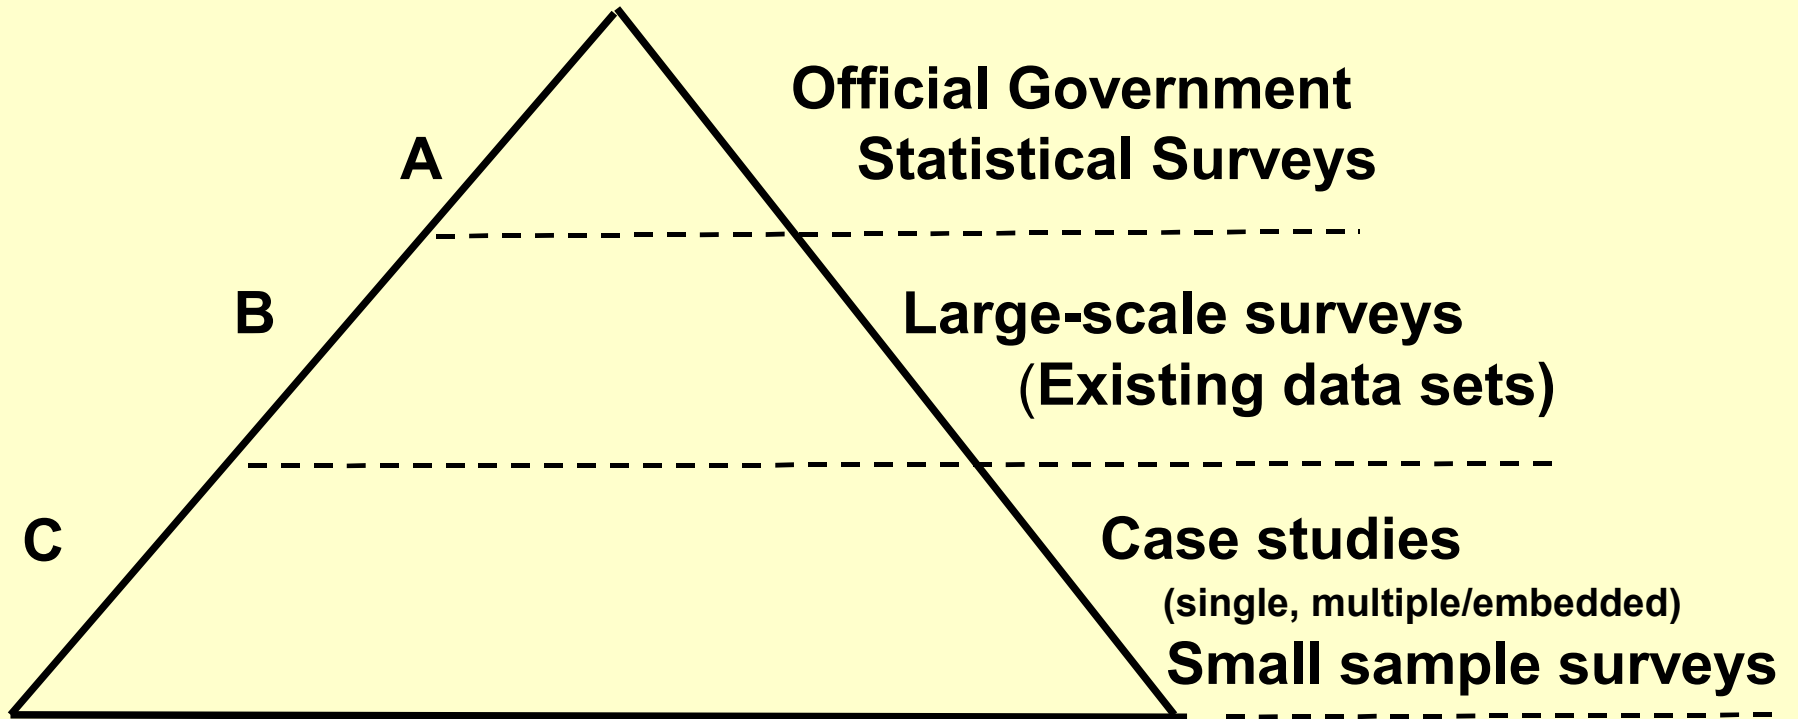 Official Government
A
Statistical Surveys
B
Large-scale surveys
(Existing data sets)
C
Case studies
(single, multiple/embedded)
Small sample surveys